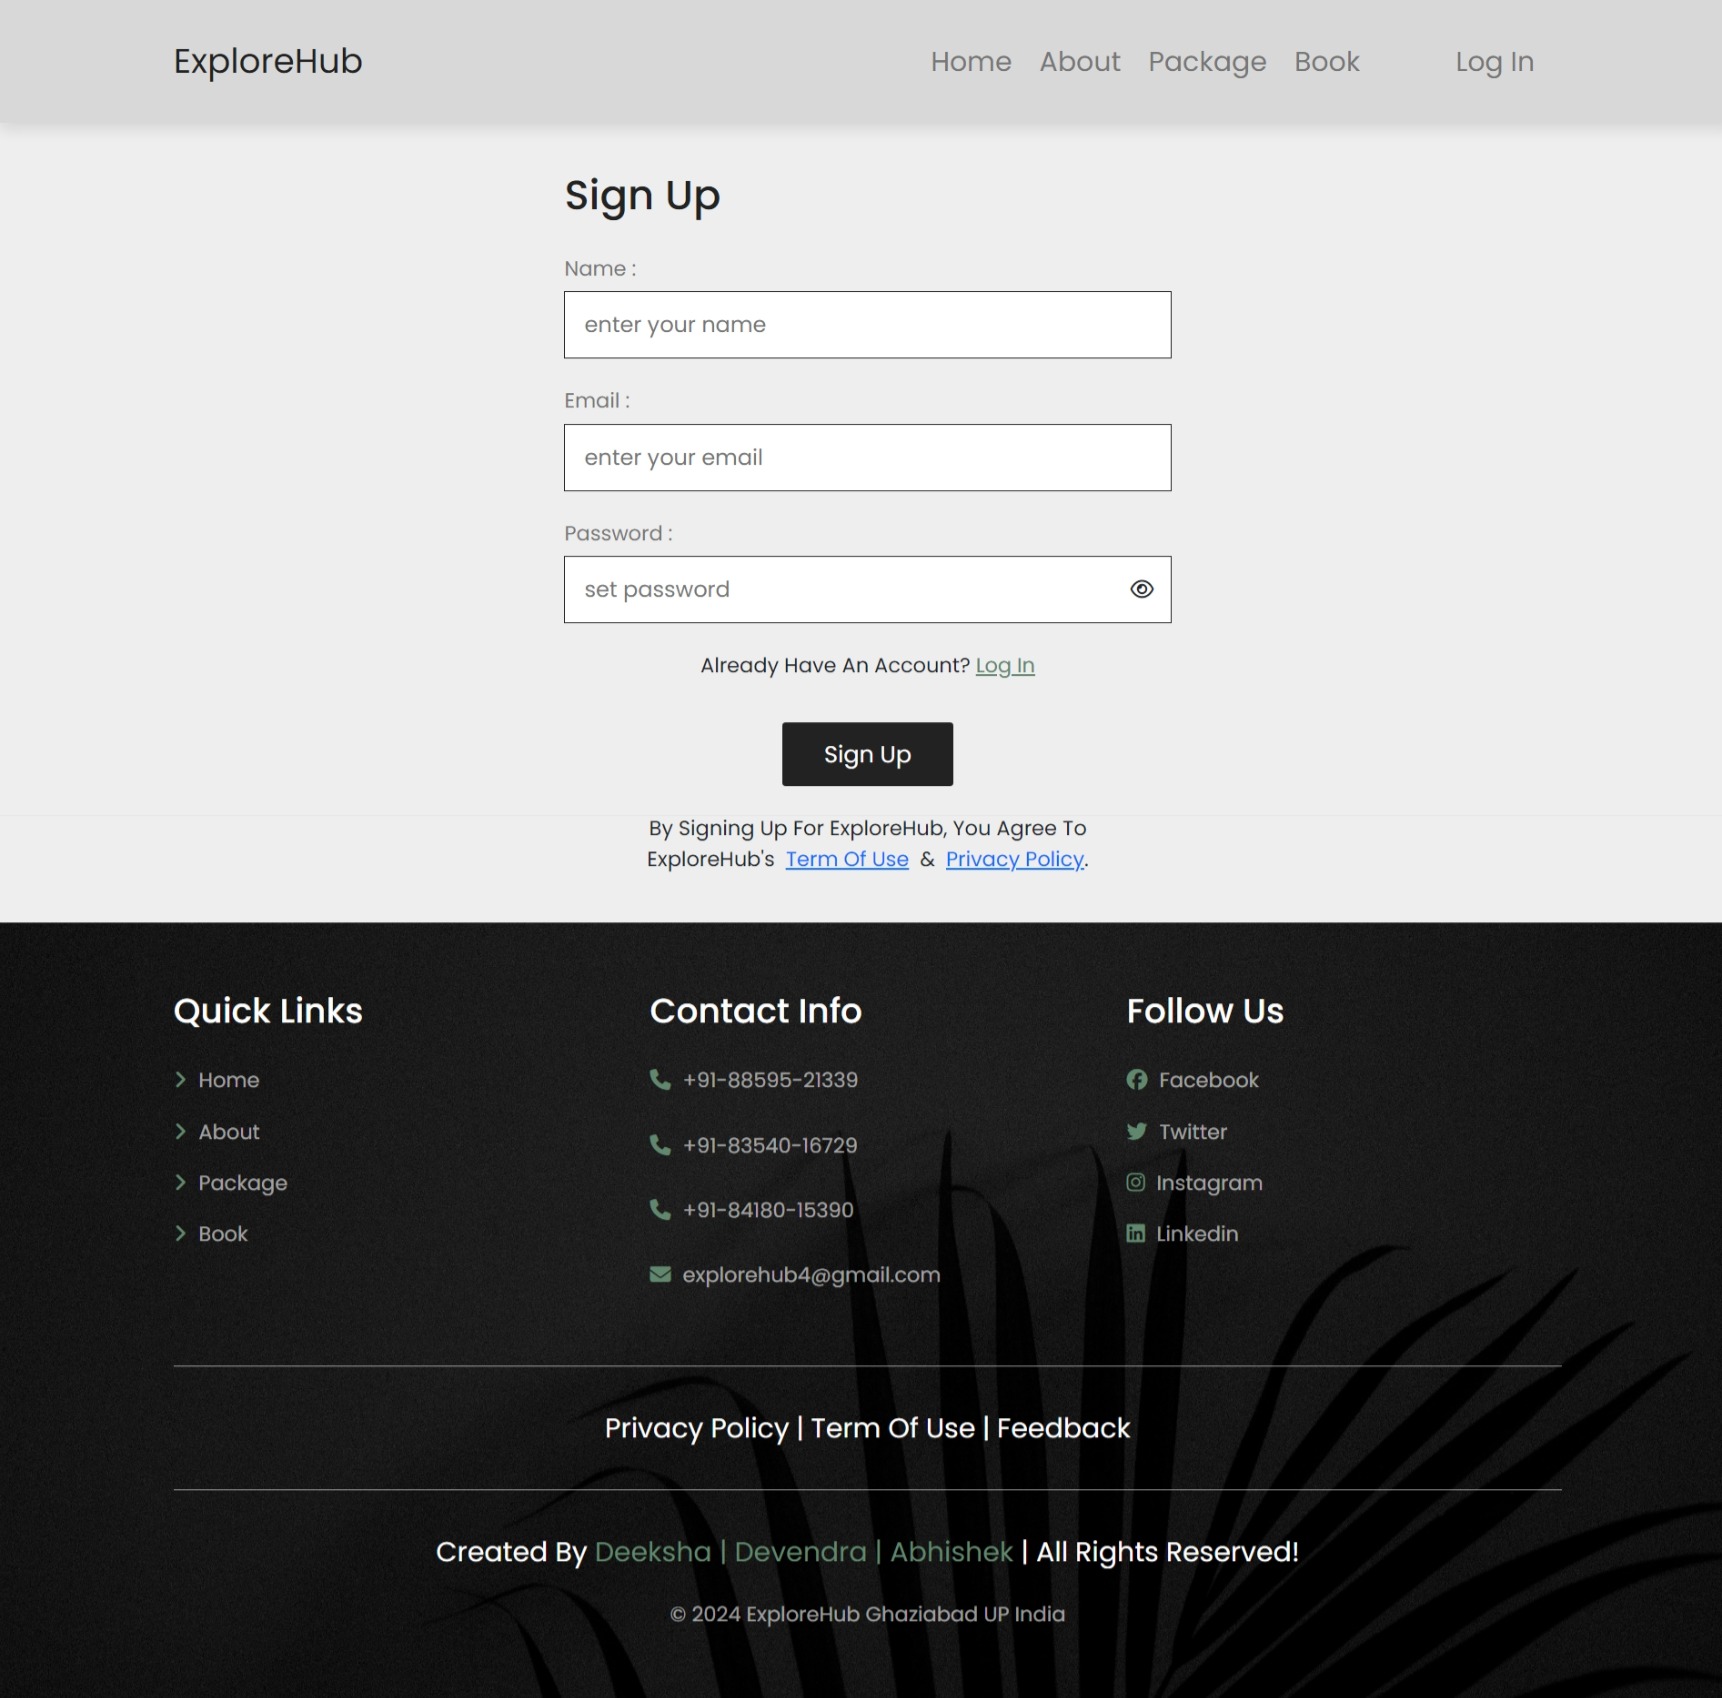 ExploreHub
Home About Package Book Log In
Sign Up
Name :
enter your name
Email :
enter your email
Password :
set password
Already Have An Account? Log In
Sign Up
By Signing Up For ExploreHub, You Agree To
ExploreHub's Term Of Use & Privacy Policy.
Quick Links
Home
About
Package
Book
Contact Info
+91-88595-21339
+91-83540-16729
+91-84180-15390
explorehub4@gmail.com
Follow Us
Facebook
Twitter
Instagram
Linkedin
Privacy Policy | Term Of Use | Feedback
Created By Deeksha | Devendra | Abhishek | All Rights Reserved!
© 2024 ExploreHub Ghaziabad UP India